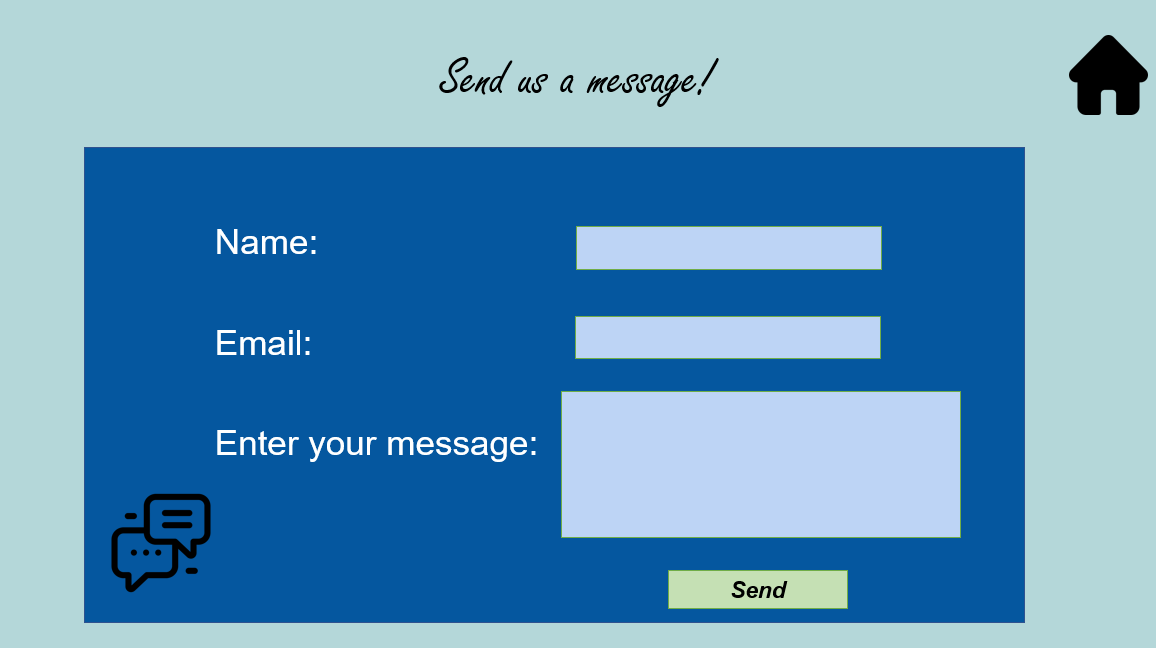 Send us a message!
Name:
Email:
Enter your message:
Send